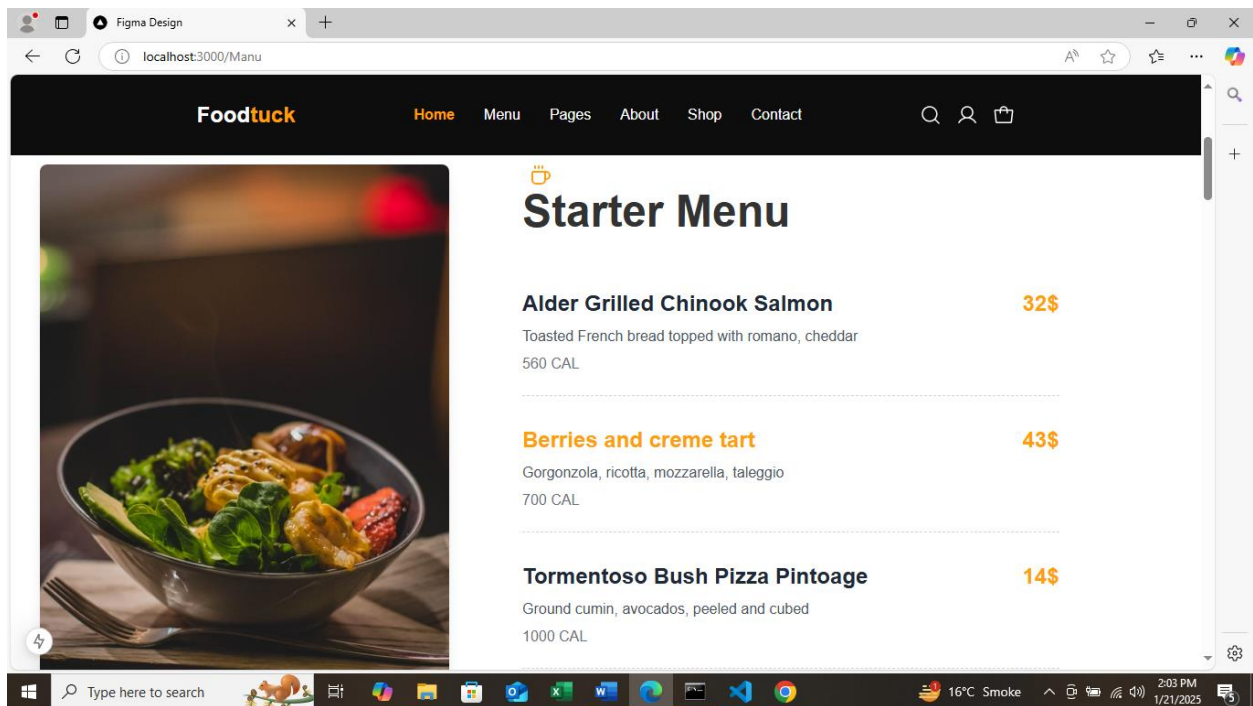 Figma Design
localhost:3000/Manu
Foodtuck
Home Menu Pages About Shop Contact
Starter Menu
Alder Grilled Chinook Salmon 32$
Toasted French bread topped with romano, cheddar
560 CAL
Berries and creme tart 43$
Gorgonzola, ricotta, mozzarella, taleggio
700 CAL
Tormentoso Bush Pizza Pintoage 14$
Ground cumin, avocados, peeled and cubed
1000 CAL
Type here to search
16°C Smoke
2:03 PM
1/21/2025